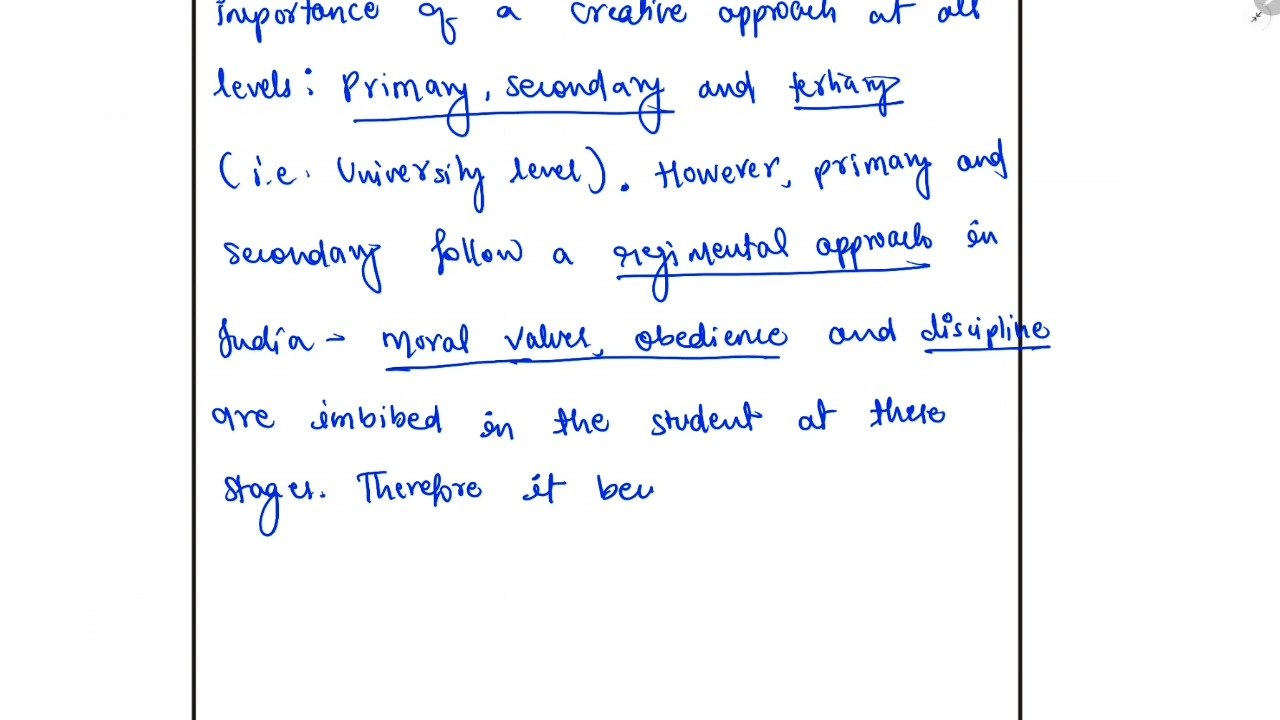 importance of a creative approach at all
levels: Primary, secondary and tertiary
(i.e. University level). However, primary and
secondary follow a regimental approach in
India - Moral values, obedience and discipline
are imbibed in the student at these
stages. Therefore it bec